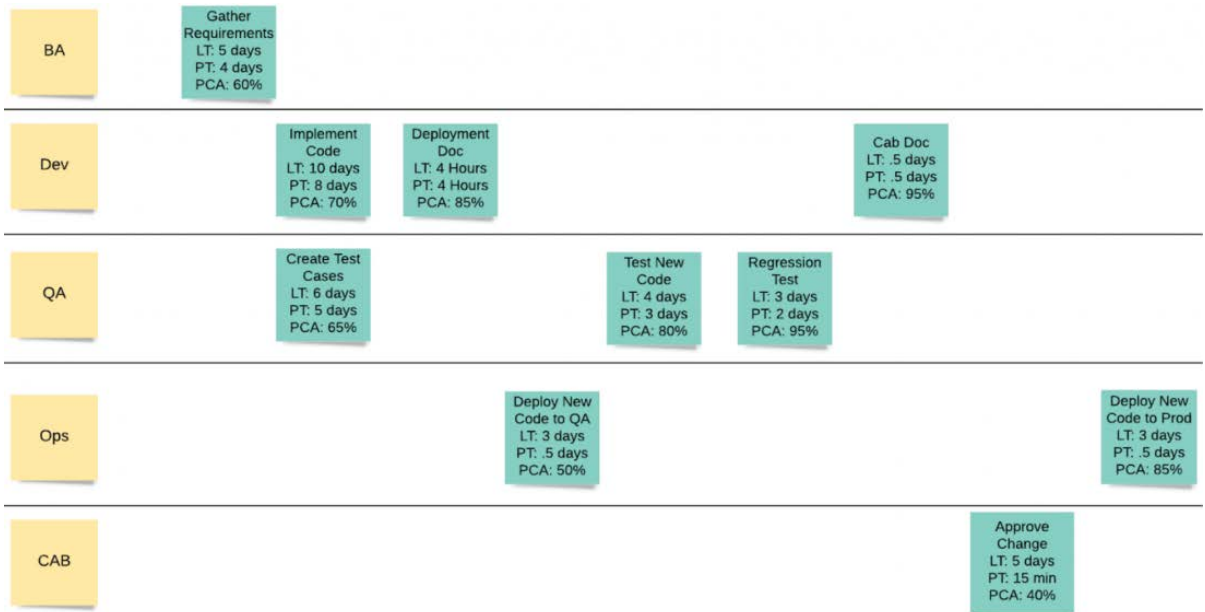 BA
Gather
Requirements
LT: 5 days
PT: 4 days
PCA: 60%
Dev
Implement
Code
LT: 10 days
PT: 8 days
PCA: 70%
Deployment
Doc
LT: 4 Hours
PT: 4 Hours
PCA: 85%
Cab Doc
LT: .5 days
PT: .5 days
PCA: 95%
QA
Create Test
Cases
LT: 6 days
PT: 5 days
PCA: 65%
Test New
Code
LT: 4 days
PT: 3 days
PCA: 80%
Regression
Test
LT: 3 days
PT: 2 days
PCA: 95%
Ops
Deploy New
Code to QA
LT: 3 days
PT: .5 days
PCA: 50%
Deploy New
Code to Prod
LT: 3 days
PT: .5 days
PCA: 85%
CAB
Approve
Change
LT: 5 days
PT: 15 min
PCA: 40%